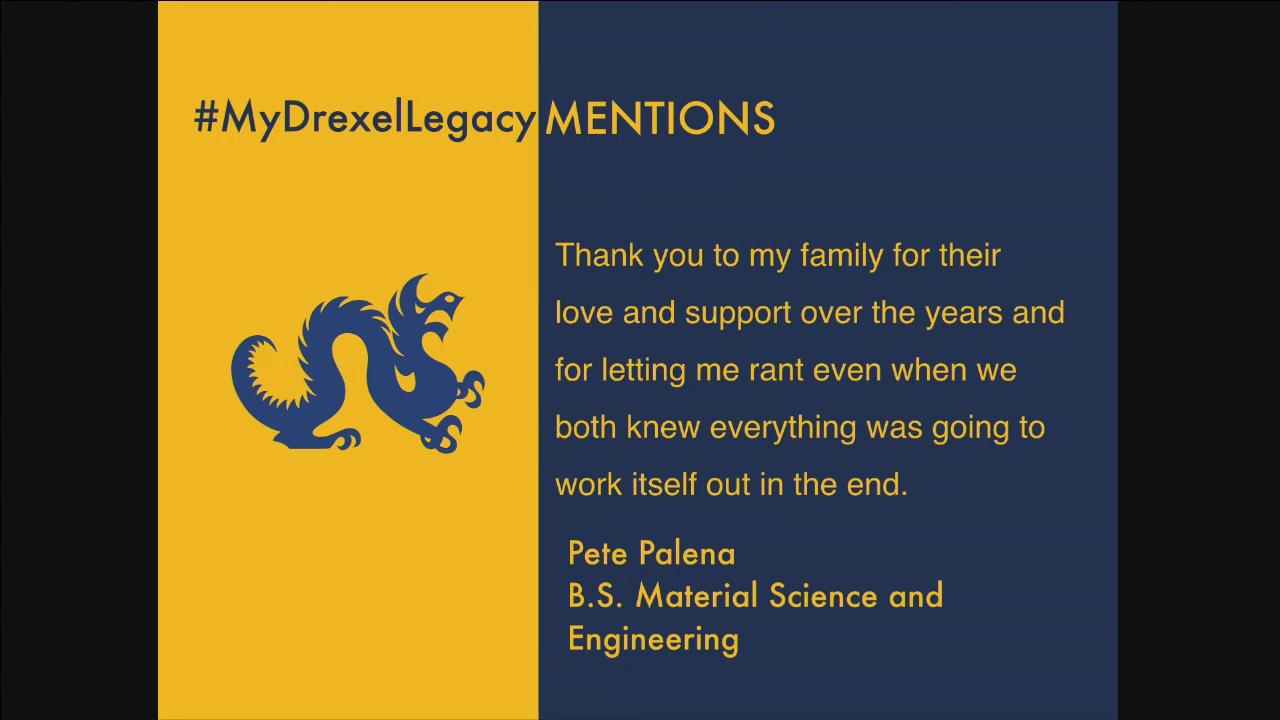 #MyDrexelLegacy MENTIONS
Thank you to my family for their
love and support over the years and
for letting me rant even when we
both knew everything was going to
work itself out in the end.
Pete Palena
B.S. Material Science and
Engineering